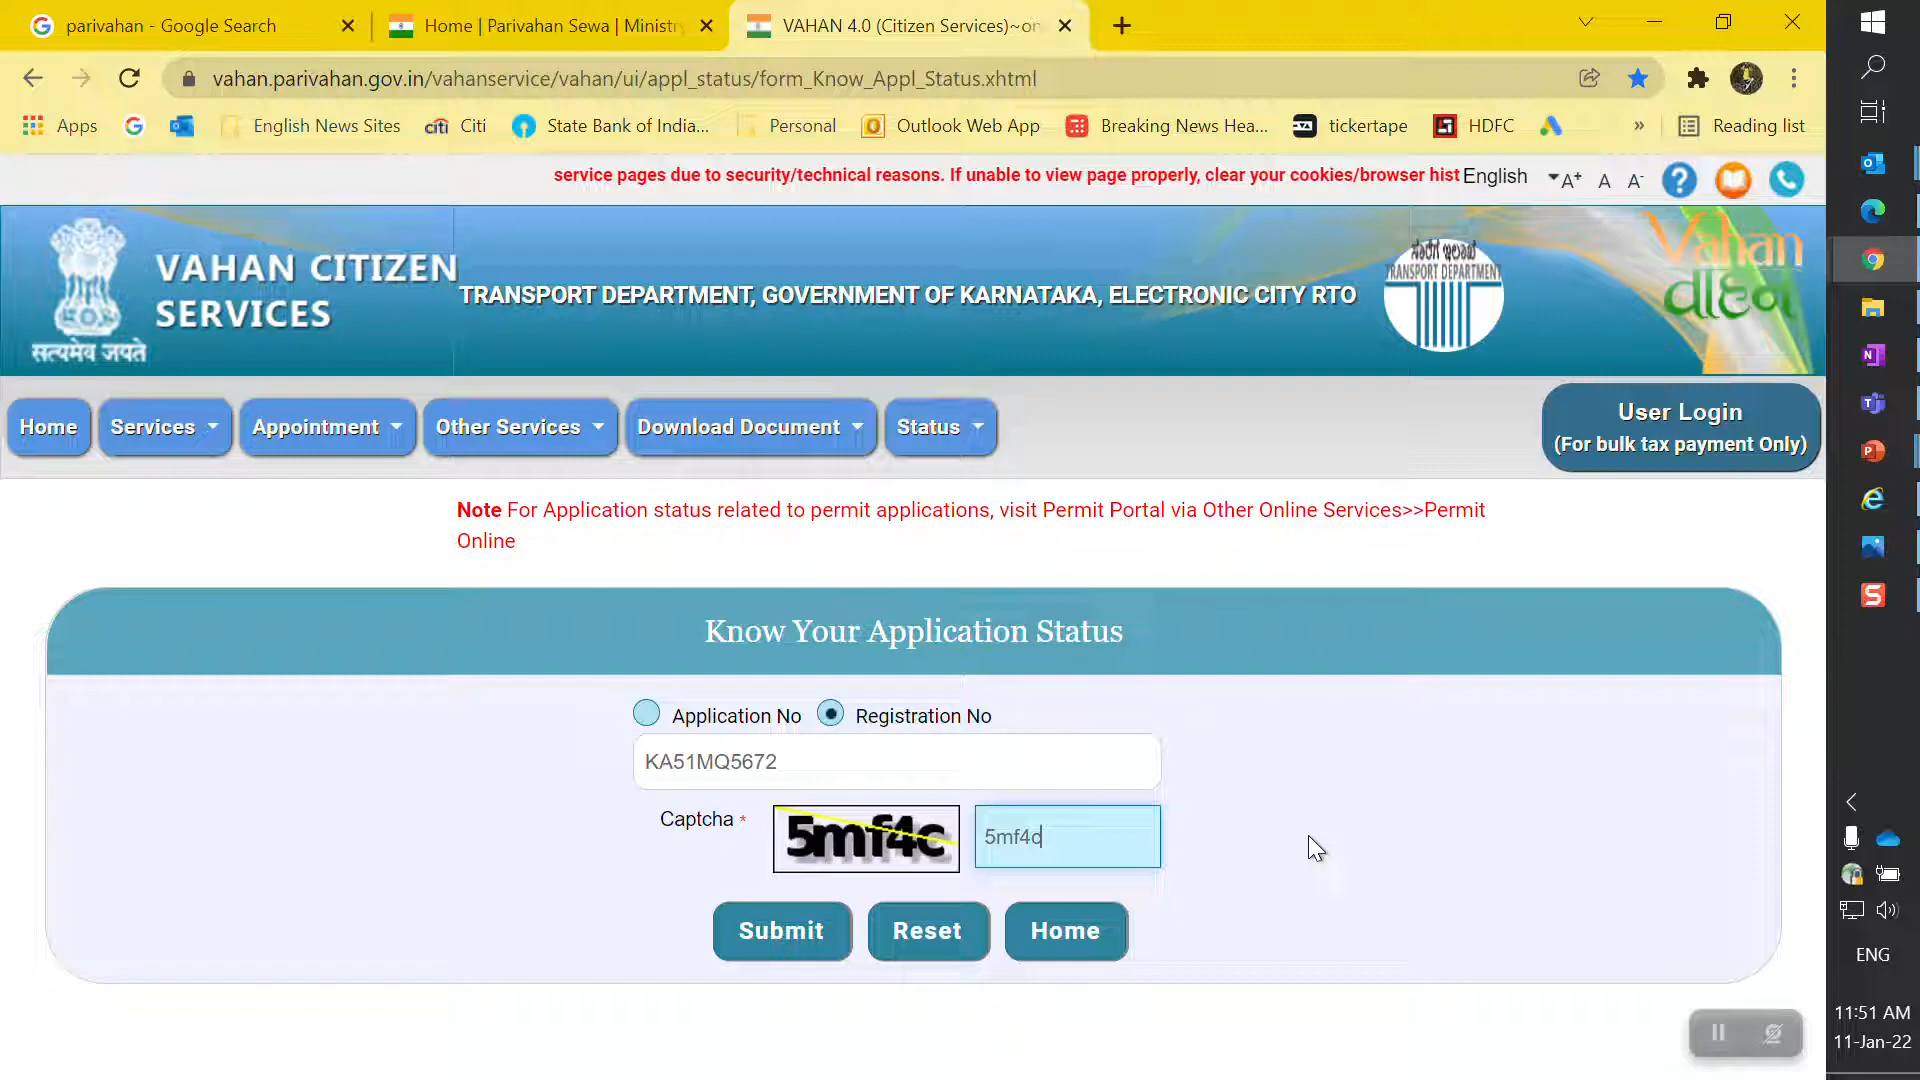 parivahan - Google Search
Home | Parivahan Sewa | Ministr
VAHAN 4.0 (Citizen Services)~on
vahan.parivahan.gov.in/vahanservice/vahan/ui/appl_status/form_Know_Appl_Status.xhtml
Apps
English News Sites
citi Citi
State Bank of India...
Personal
Outlook Web App
Breaking News Hea...
tickertape
HDFC
»
Reading list
service pages due to security/technical reasons. If unable to view page properly, clear your cookies/browser hist
English
A+ A A-
VAHAN CITIZEN
SERVICES
सत्यमेव जयते
TRANSPORT DEPARTMENT, GOVERNMENT OF KARNATAKA, ELECTRONIC CITY RTO
TRANSPORT DEPARTMENT
Vahan
वाहन
Home
Services
Appointment
Other Services
Download Document
Status
User Login
(For bulk tax payment Only)
Note For Application status related to permit applications, visit Permit Portal via Other Online Services>>Permit
Online
Know Your Application Status
Application No
Registration No
KA51MQ5672
Captcha *
5mf4c
5mf4c
Submit
Reset
Home
ENG
11:51 AM
11-Jan-22